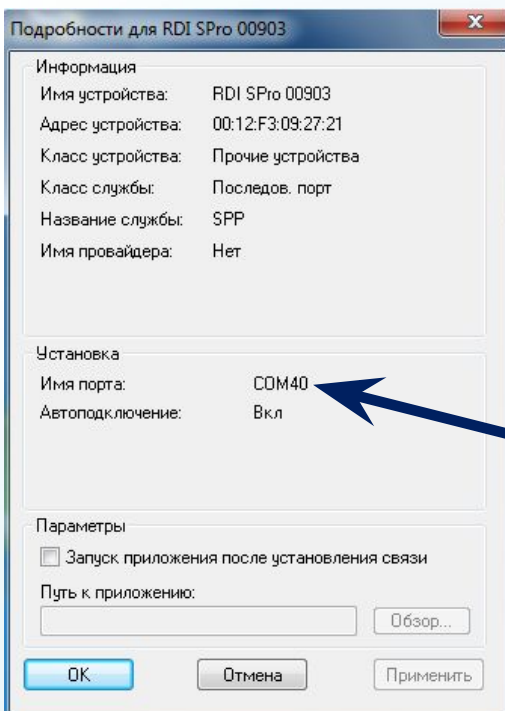 Подробности для RDI SPro 00903
Информация
Имя устройства: RDI SPro 00903
Адрес устройства: 00:12:F3:09:27:21
Класс устройства: Прочие устройства
Класс службы: Последов. порт
Название службы: SPP
Имя провайдера: Нет
Установка
Имя порта: COM40
Автоподключение: Вкл
Параметры
Запуск приложения после установления связи
Путь к приложению:
Обзор...
OK Отмена Применить